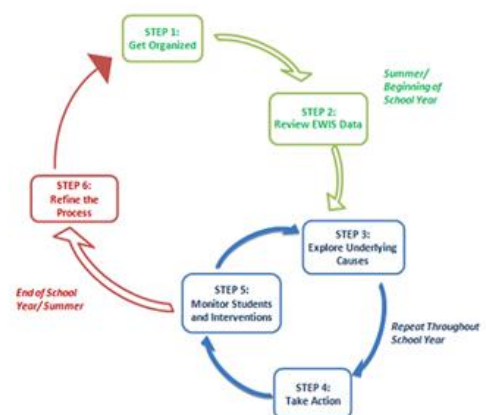 STEP 1:
Get Organized
Summer/
Beginning of
School Year
STEP 2:
Review EWIS Data
STEP 3:
Explore Underlying
Causes
Repeat Throughout
School Year
STEP 4:
Take Action
STEP 5:
Monitor Students
and Interventions
End of School
Year/ Summer
STEP 6:
Refine the
Process